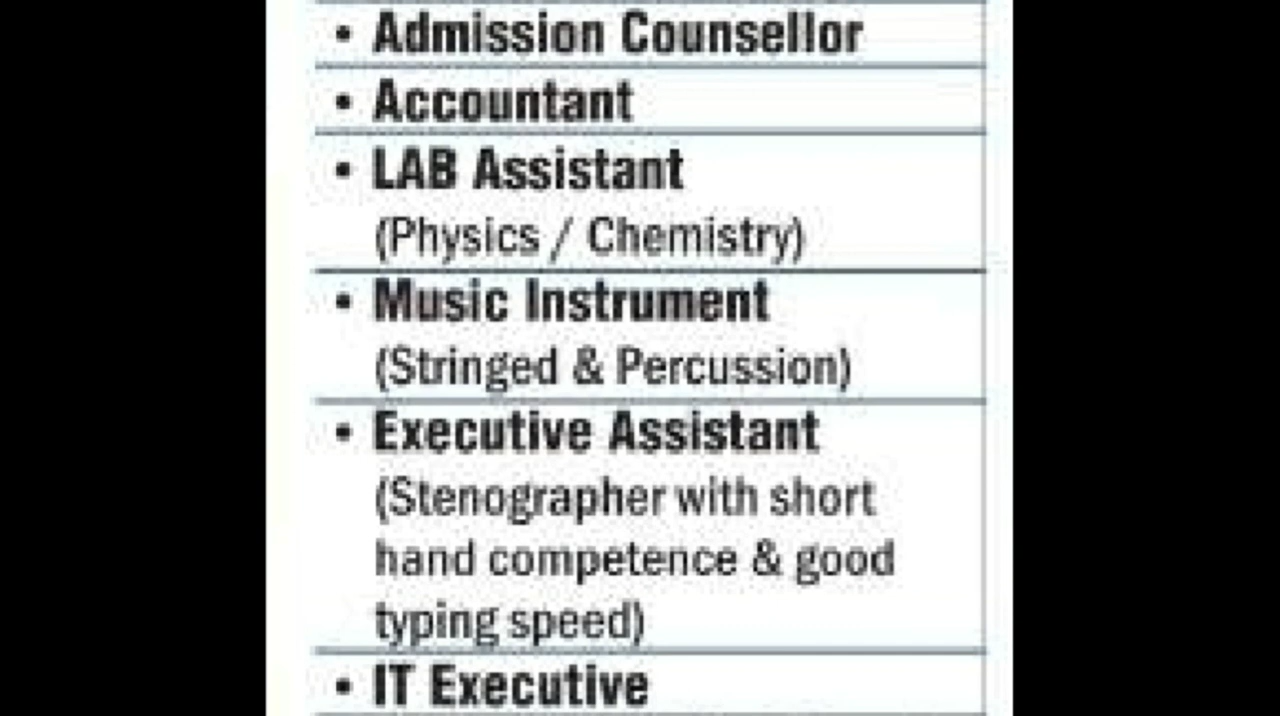 • Admission Counsellor
• Accountant
• LAB Assistant
(Physics / Chemistry)
• Music Instrument
(Stringed & Percussion)
• Executive Assistant
(Stenographer with short
hand competence & good
typing speed)
• IT Executive